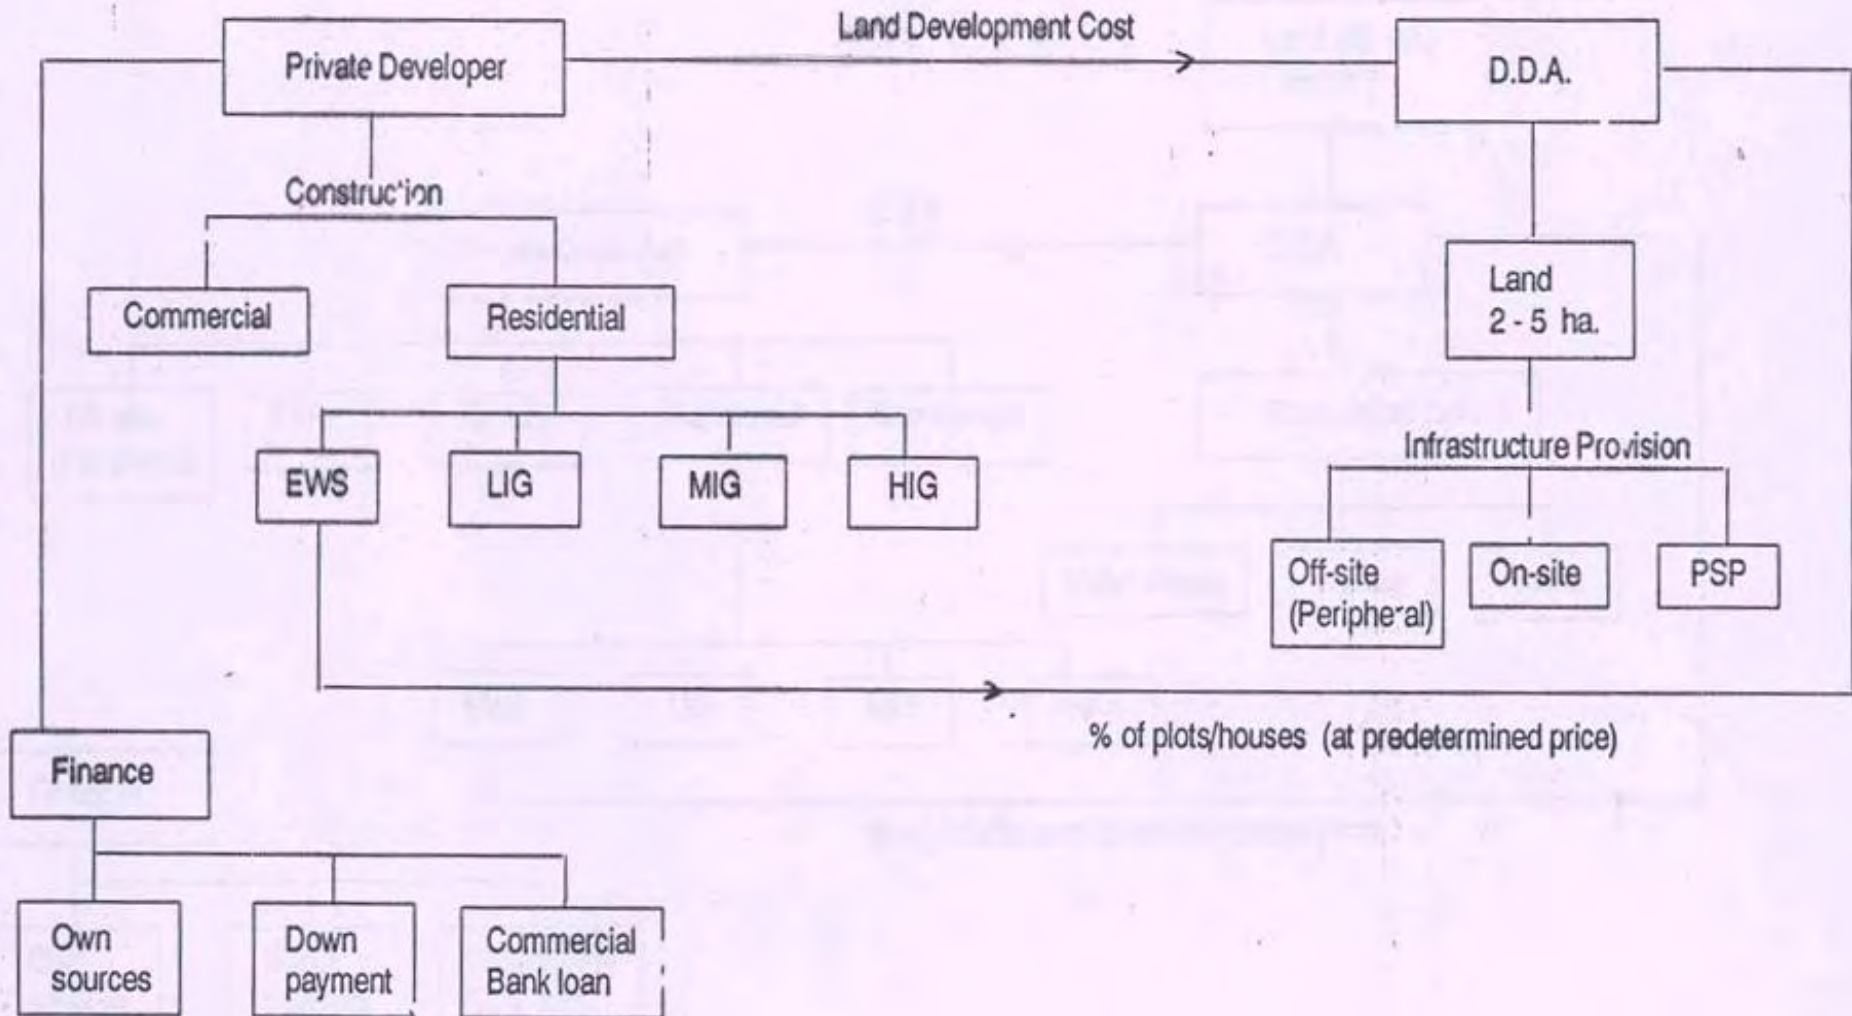 Land Development Cost
Private Developer
D.D.A.
Construction
Land
2 - 5 ha.
Commercial
Residential
Infrastructure Provision
EWS
LIG
MIG
HIG
Off-site
(Peripheral)
On-site
PSP
% of plots/houses (at predetermined price)
Finance
Own
sources
Down
payment
Commercial
Bank loan